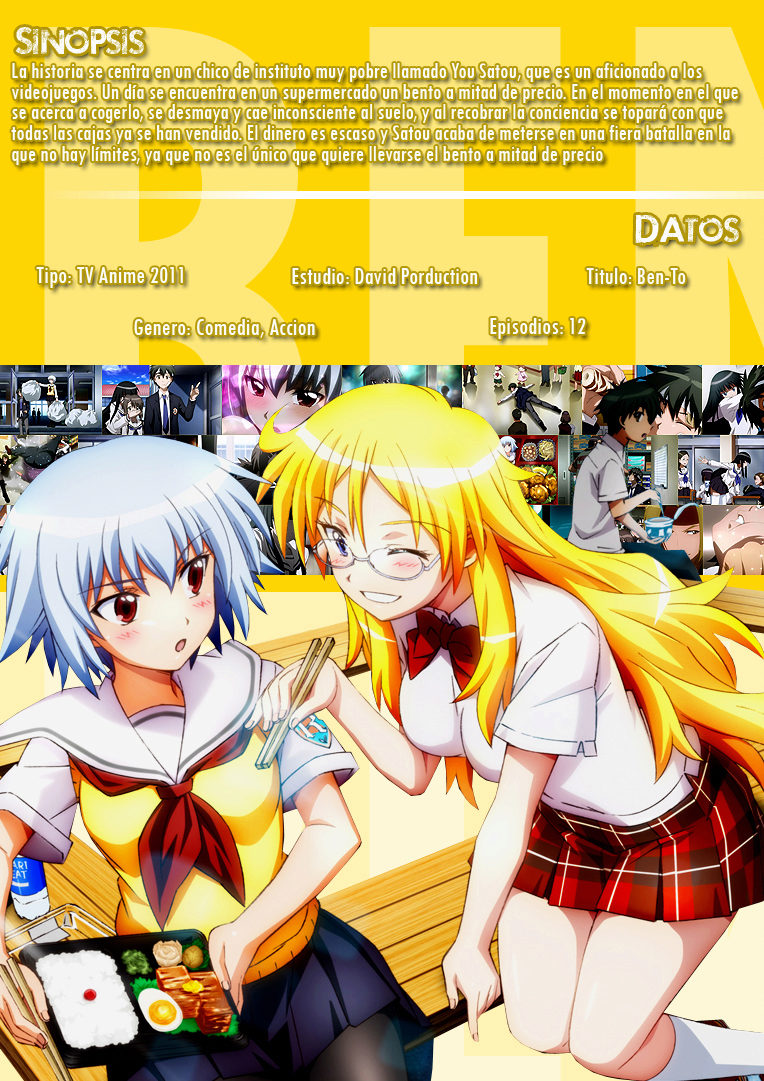 SINOPSIS
La historia se centra en un chico de instituto muy pobre llamado You Satou, que es un aficionado a los
videojuegos. Un día se encuentra en un supermercado un bento a mitad de precio. En el momento en el que
se acerca a cogerlo, se desmaya y cae inconsciente al suelo, y al recobrar la conciencia se topará con que
todas las cajas ya se han vendido. El dinero es escaso y Satou acaba de meterse en una fiera batalla en la
que no hay límites, ya que no es el único que quiere llevarse el bento a mitad de precio
DATOS
Tipo: TV Anime 2011 Estudio: David Porduction Titulo: Ben-To
Genero: Comedia, Accion Episodios: 12